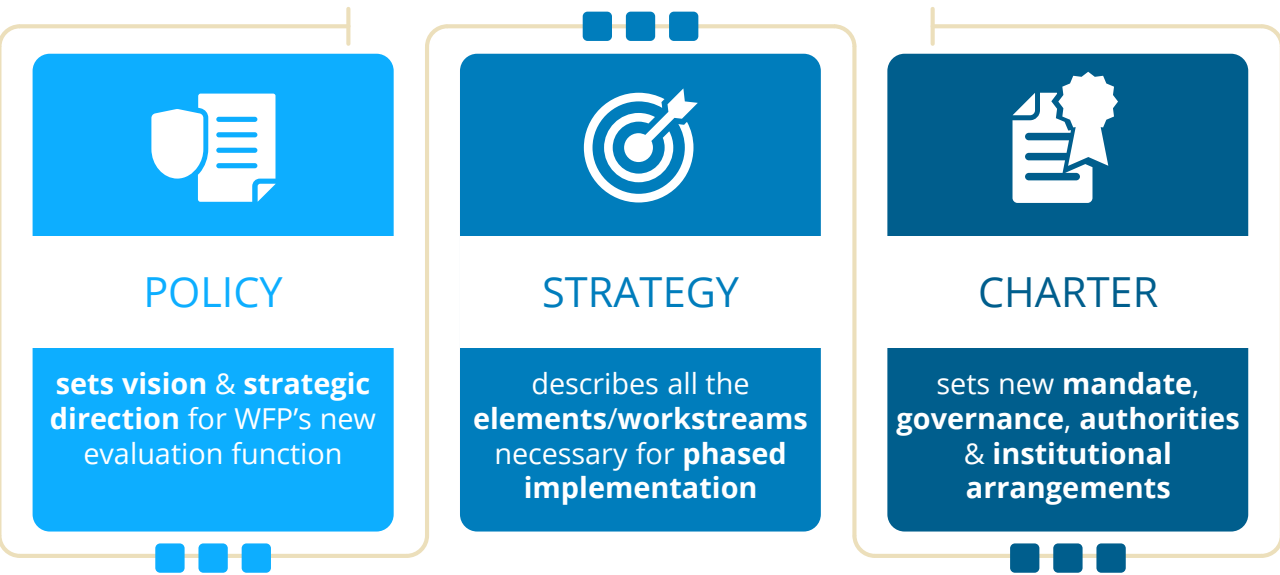 POLICY
sets vision & strategic
direction for WFP’s new
evaluation function
STRATEGY
describes all the
elements/workstreams
necessary for phased
implementation
CHARTER
sets new mandate,
governance, authorities
& institutional
arrangements